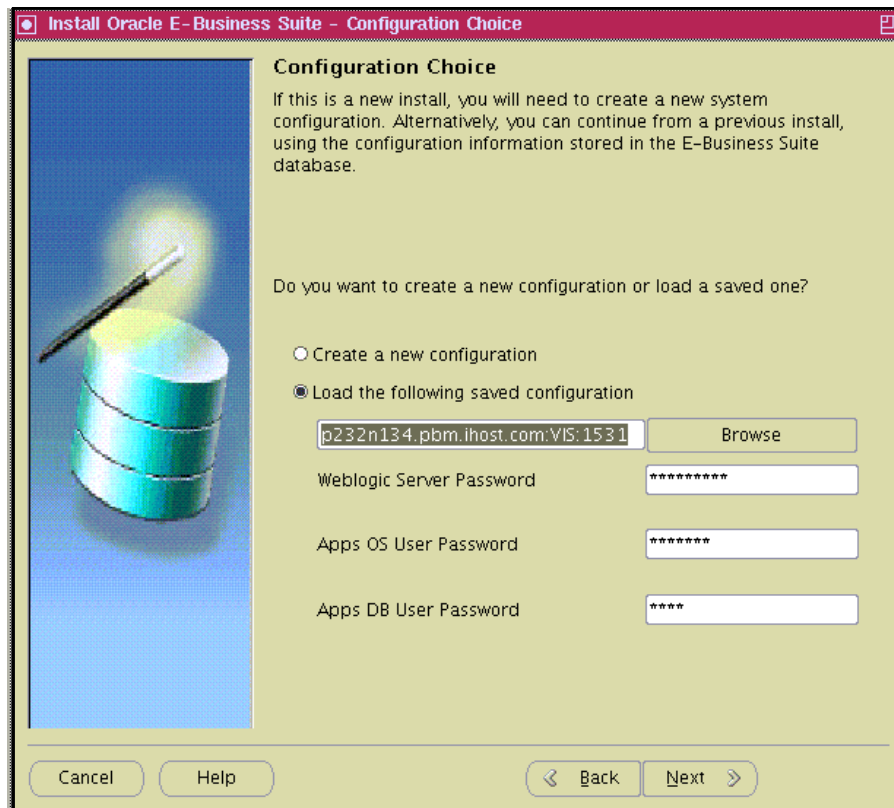 Install Oracle E-Business Suite - Configuration Choice
Configuration Choice
If this is a new install, you will need to create a new system
configuration. Alternatively, you can continue from a previous install,
using the configuration information stored in the E-Business Suite
database.
Do you want to create a new configuration or load a saved one?
Create a new configuration
Load the following saved configuration
p232n134.pbm.ihost.com:VIS:1531 Browse
Weblogic Server Password *********
Apps OS User Password *******
Apps DB User Password ****
Cancel Help Back Next